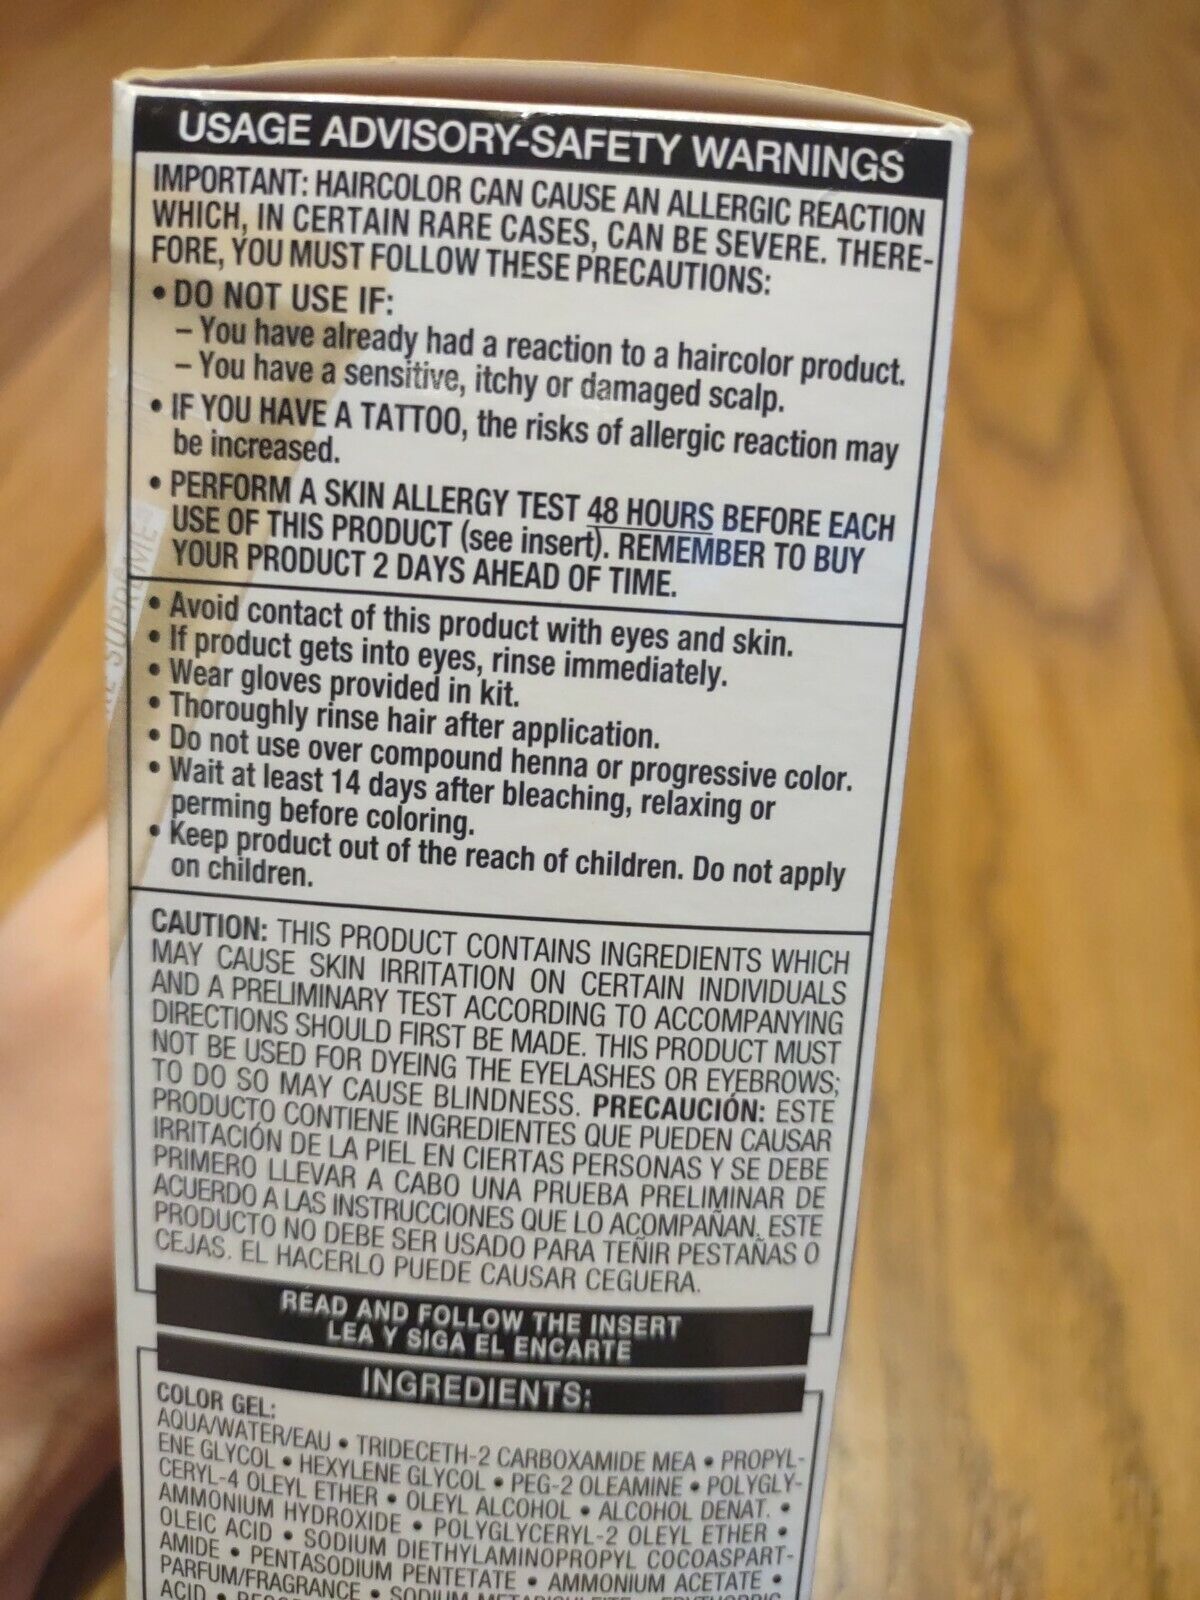 USAGE ADVISORY-SAFETY WARNINGS
IMPORTANT: HAIRCOLOR CAN CAUSE AN ALLERGIC REACTION
WHICH, IN CERTAIN RARE CASES, CAN BE SEVERE. THERE-
FORE, YOU MUST FOLLOW THESE PRECAUTIONS:
• DO NOT USE IF:
– You have already had a reaction to a haircolor product.
– You have a sensitive, itchy or damaged scalp.
• IF YOU HAVE A TATTOO, the risks of allergic reaction may
be increased.
• PERFORM A SKIN ALLERGY TEST 48 HOURS BEFORE EACH
USE OF THIS PRODUCT (see insert). REMEMBER TO BUY
YOUR PRODUCT 2 DAYS AHEAD OF TIME.
• Avoid contact of this product with eyes and skin.
• If product gets into eyes, rinse immediately.
• Wear gloves provided in kit.
• Thoroughly rinse hair after application.
• Do not use over compound henna or progressive color.
• Wait at least 14 days after bleaching, relaxing or
perming before coloring.
• Keep product out of the reach of children. Do not apply
on children.
CAUTION: THIS PRODUCT CONTAINS INGREDIENTS WHICH
MAY CAUSE SKIN IRRITATION ON CERTAIN INDIVIDUALS
AND A PRELIMINARY TEST ACCORDING TO ACCOMPANYING
DIRECTIONS SHOULD FIRST BE MADE. THIS PRODUCT MUST
NOT BE USED FOR DYEING THE EYELASHES OR EYEBROWS;
TO DO SO MAY CAUSE BLINDNESS. PRECAUCIÓN: ESTE
PRODUCTO CONTIENE INGREDIENTES QUE PUEDEN CAUSAR
IRRITACIÓN DE LA PIEL EN CIERTAS PERSONAS Y SE DEBE
PRIMERO LLEVAR A CABO UNA PRUEBA PRELIMINAR DE
ACUERDO A LAS INSTRUCCIONES QUE LO ACOMPAÑAN. ESTE
PRODUCTO NO DEBE SER USADO PARA TEÑIR PESTAÑAS O
CEJAS. EL HACERLO PUEDE CAUSAR CEGUERA.
READ AND FOLLOW THE INSERT
LEA Y SIGA EL ENCARTE
INGREDIENTS:
COLOR GEL:
AQUA/WATER/EAU • TRIDECETH-2 CARBOXAMIDE MEA • PROPYL-
ENE GLYCOL • HEXYLENE GLYCOL • PEG-2 OLEAMINE • POLYGLY-
CERYL-4 OLEYL ETHER • OLEYL ALCOHOL • ALCOHOL DENAT. •
AMMONIUM HYDROXIDE • POLYGLYCERYL-2 OLEYL ETHER •
OLEIC ACID • SODIUM DIETHYLAMINOPROPYL COCOASPART-
AMIDE • PENTASODIUM PENTETATE • AMMONIUM ACETATE •
PARFUM/FRAGRANCE • SODIUM
ACID •
SUPREME